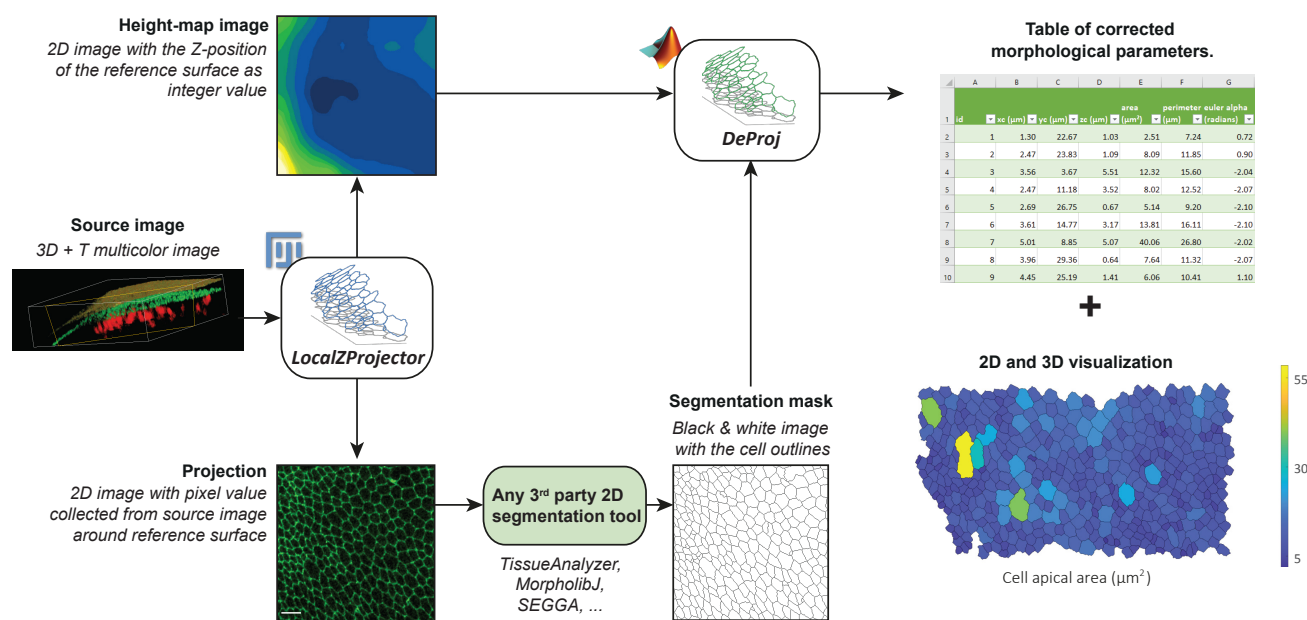 Height-map image
2D image with the Z-position
of the reference surface as
integer value
DeProj
Table of corrected
morphological parameters.
A B C D E F G
1 id xc (µm) yc (µm) zc (µm) area (µm²) perimeter (µm) euler alpha (radians)
2 1 1.30 22.67 1.03 2.51 7.24 0.72
3 2 2.47 23.83 1.09 8.09 11.85 0.90
4 3 3.56 3.67 5.51 12.32 15.60 -2.04
5 4 2.47 11.18 3.52 8.02 12.52 -2.07
6 5 2.69 26.75 0.67 5.14 9.20 -2.10
7 6 3.61 14.77 3.17 13.81 16.11 -2.10
8 7 5.01 8.85 5.07 40.06 26.80 -2.02
9 8 3.96 29.36 0.64 7.64 11.32 -2.07
10 9 4.45 25.19 1.41 6.06 10.41 1.10
+
Source image
3D + T multicolor image
LocalZProjector
Projection
2D image with pixel value
collected from source image
around reference surface
Any 3rd party 2D
segmentation tool
TissueAnalyzer,
MorpholibJ,
SEGGA, ...
Segmentation mask
Black & white image
with the cell outlines
2D and 3D visualization
55
30
5
Cell apical area (µm²)